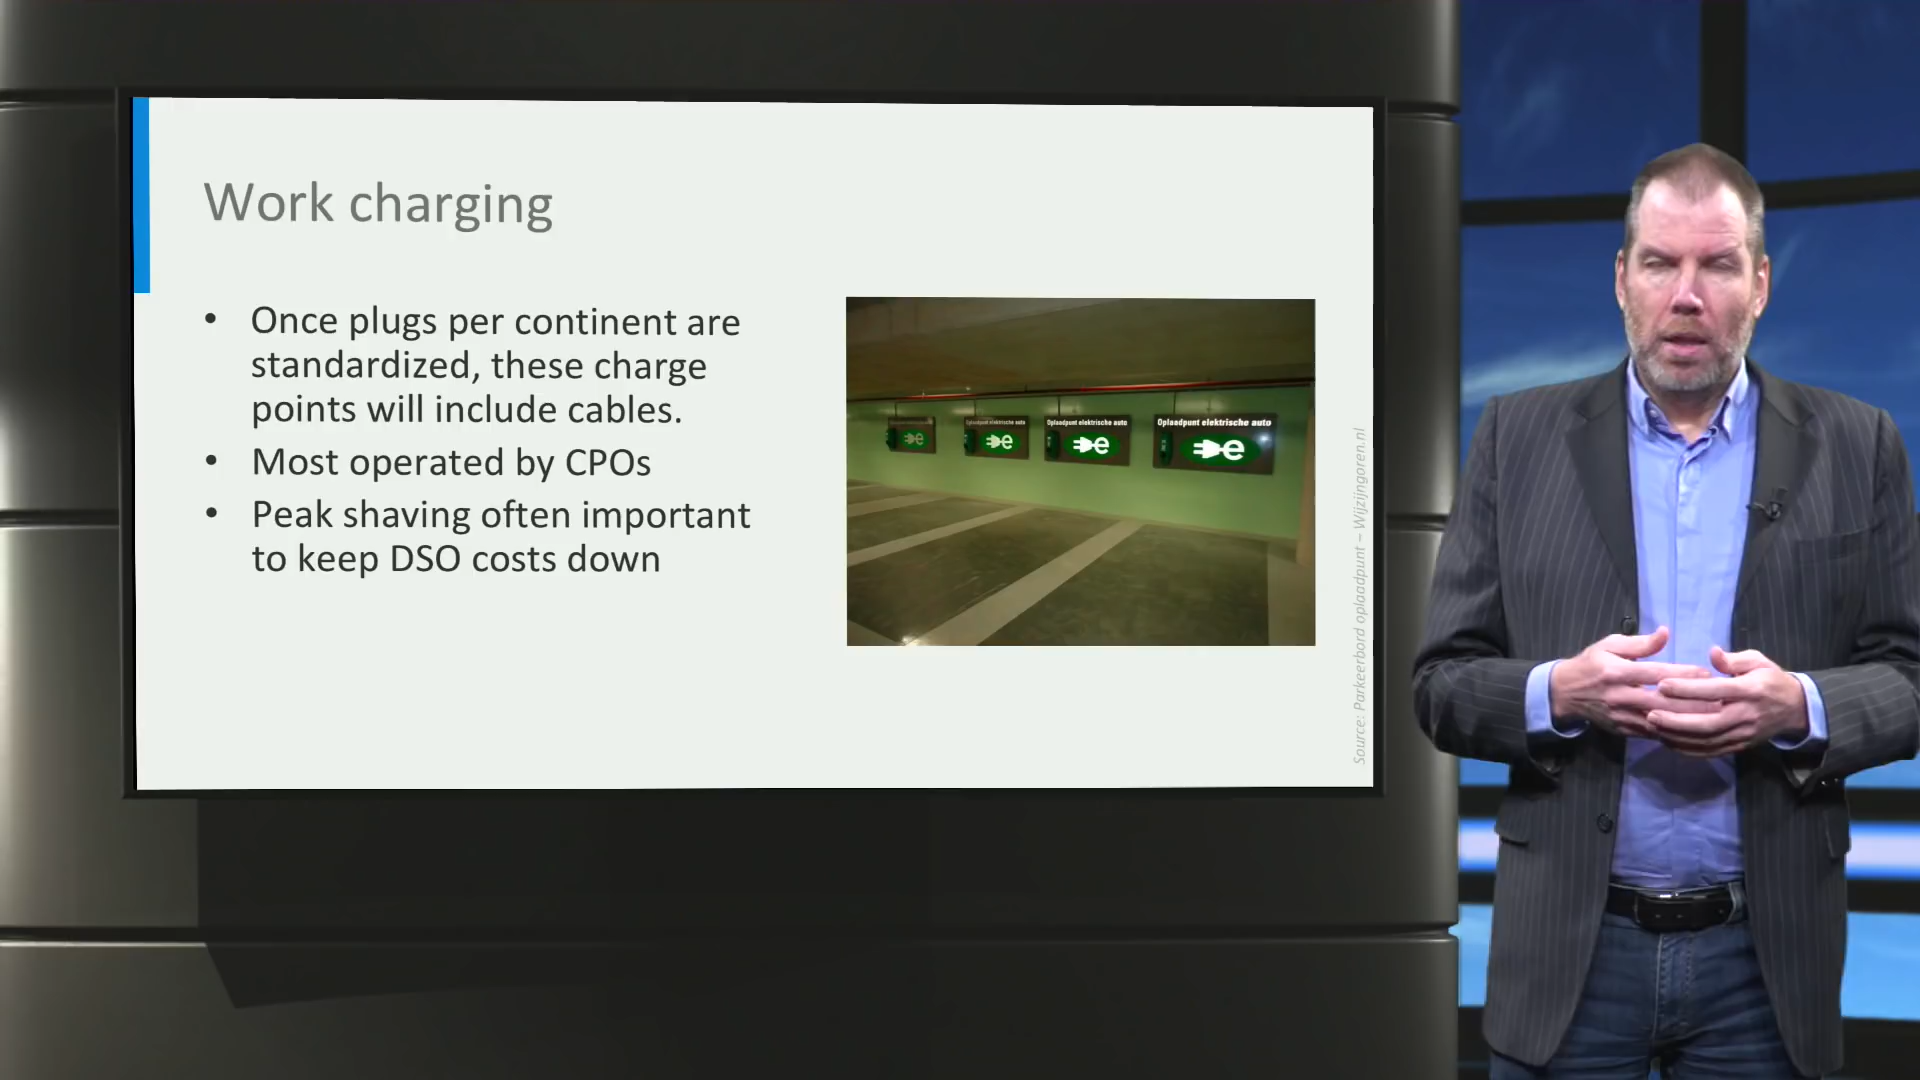 Work charging
• Once plugs per continent are
standardized, these charge
points will include cables.
• Most operated by CPOs
• Peak shaving often important
to keep DSO costs down
Oplaadpunt elektrische auto
Oplaadpunt elektrische auto
Oplaadpunt elektrische auto
Source: Parkeerbord oplaadpunt – Wijzijngoren.nl